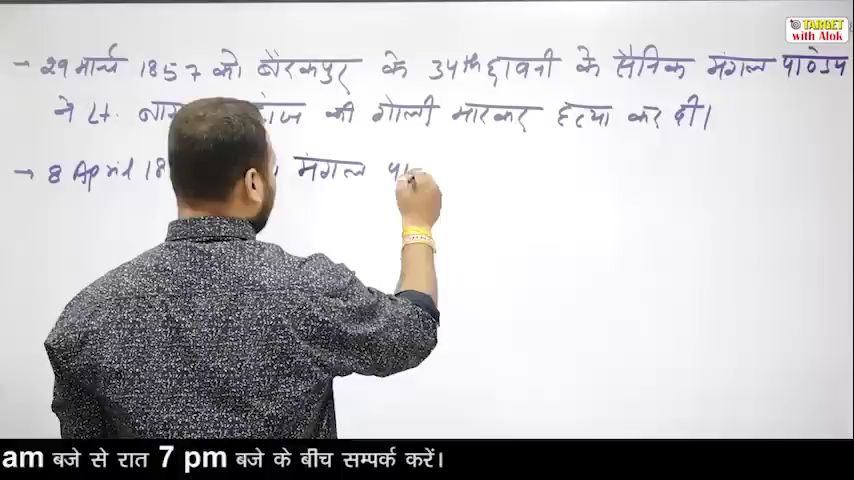 TARGET
with Alok
→ 29 मार्च 1857 को बैरकपुर के 34th छावनी के सैनिक मंगल पाण्डे
ने Lt. की गोली मारकर हत्या कर दी।
→ 8 April 18 मंगल
am बजे से रात 7 pm बजे के बीच सम्पर्क करें।